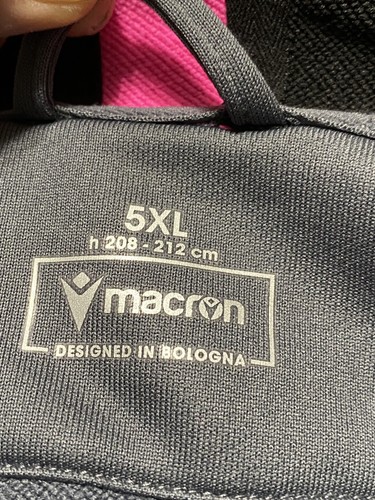 5XL
h 208 - 212 cm
macron
DESIGNED IN BOLOGNA